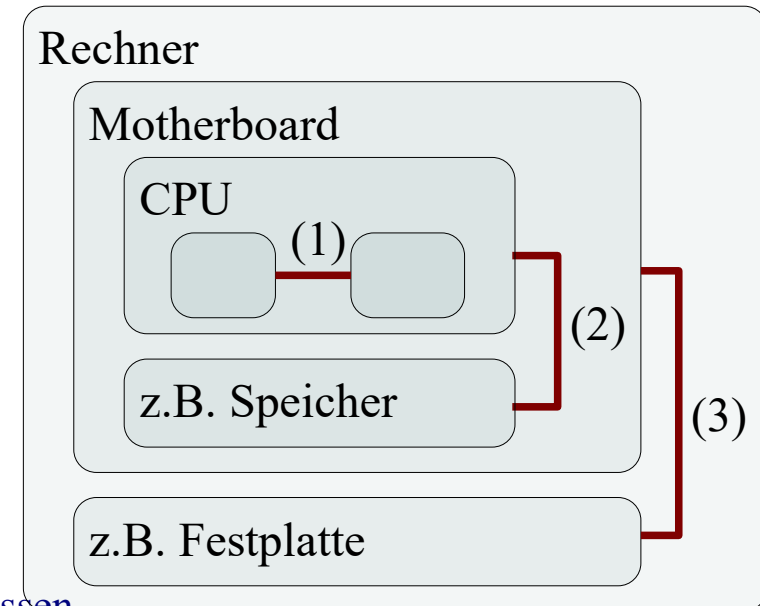 Rechner
Motherboard
CPU
(1)
(2)
z.B. Speicher
(3)
z.B. Festplatte